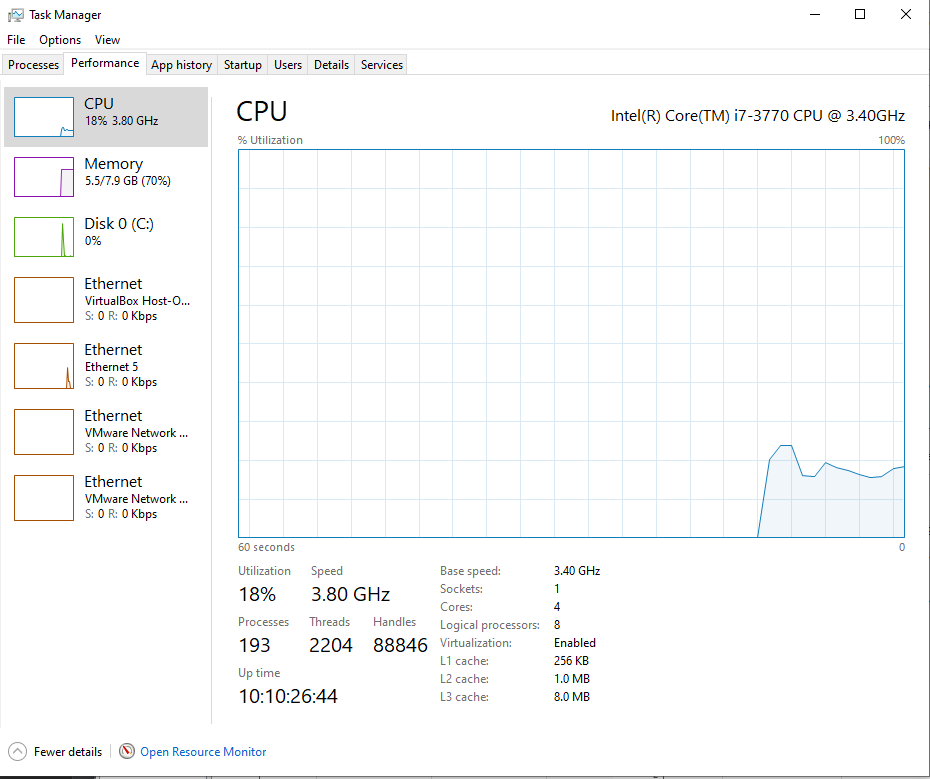 Task Manager
File Options View
Processes Performance App history Startup Users Details Services
CPU
18% 3.80 GHz
Memory
5.5/7.9 GB (70%)
Disk 0 (C:)
0%
Ethernet
VirtualBox Host-O...
S: 0 R: 0 Kbps
Ethernet
Ethernet 5
S: 0 R: 0 Kbps
Ethernet
VMware Network ...
S: 0 R: 0 Kbps
Ethernet
VMware Network ...
S: 0 R: 0 Kbps
CPU Intel(R) Core(TM) i7-3770 CPU @ 3.40GHz
% Utilization 100%
60 seconds 0
Utilization Speed
18% 3.80 GHz
Processes Threads Handles
193 2204 88846
Up time
10:10:26:44
Base speed: 3.40 GHz
Sockets: 1
Cores: 4
Logical processors: 8
Virtualization: Enabled
L1 cache: 256 KB
L2 cache: 1.0 MB
L3 cache: 8.0 MB
Fewer details Open Resource Monitor